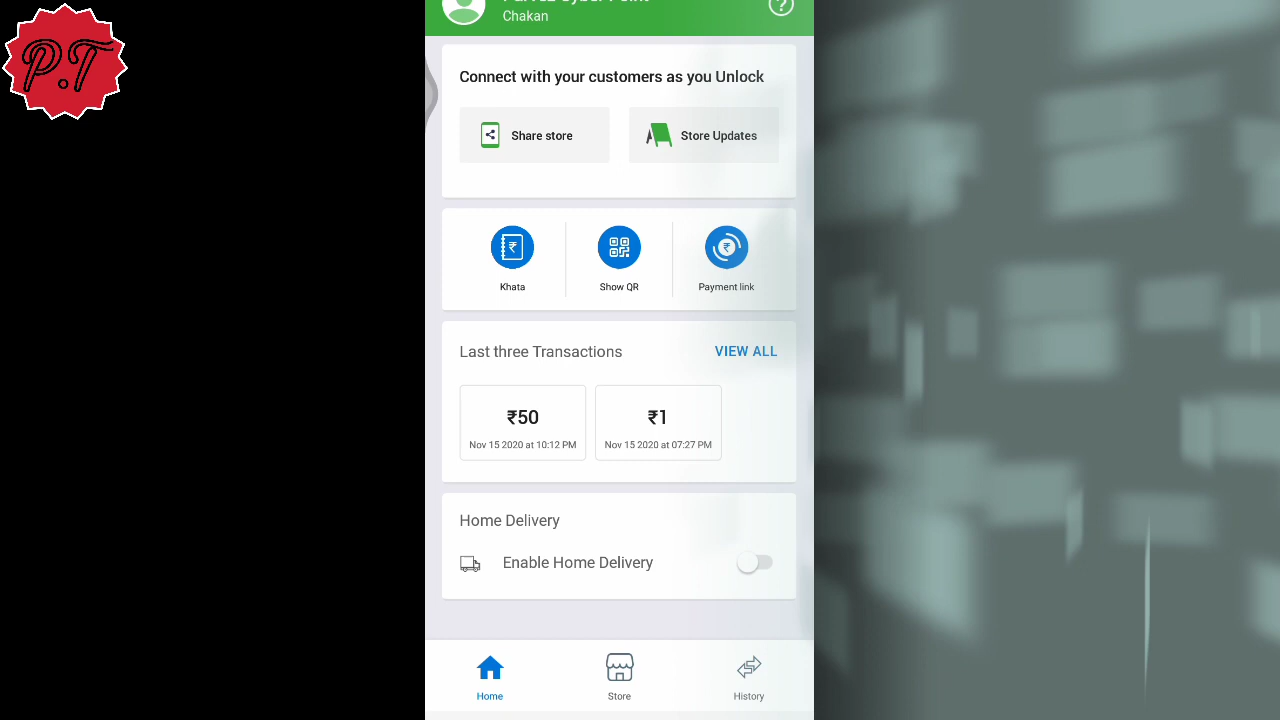 P.T
Chakan
Connect with your customers as you Unlock
Share store
Store Updates
Khata
Show QR
Payment link
Last three Transactions
VIEW ALL
₹50
₹1
Nov 15 2020 at 10:12 PM
Nov 15 2020 at 07:27 PM
Home Delivery
Enable Home Delivery
Home
Store
History